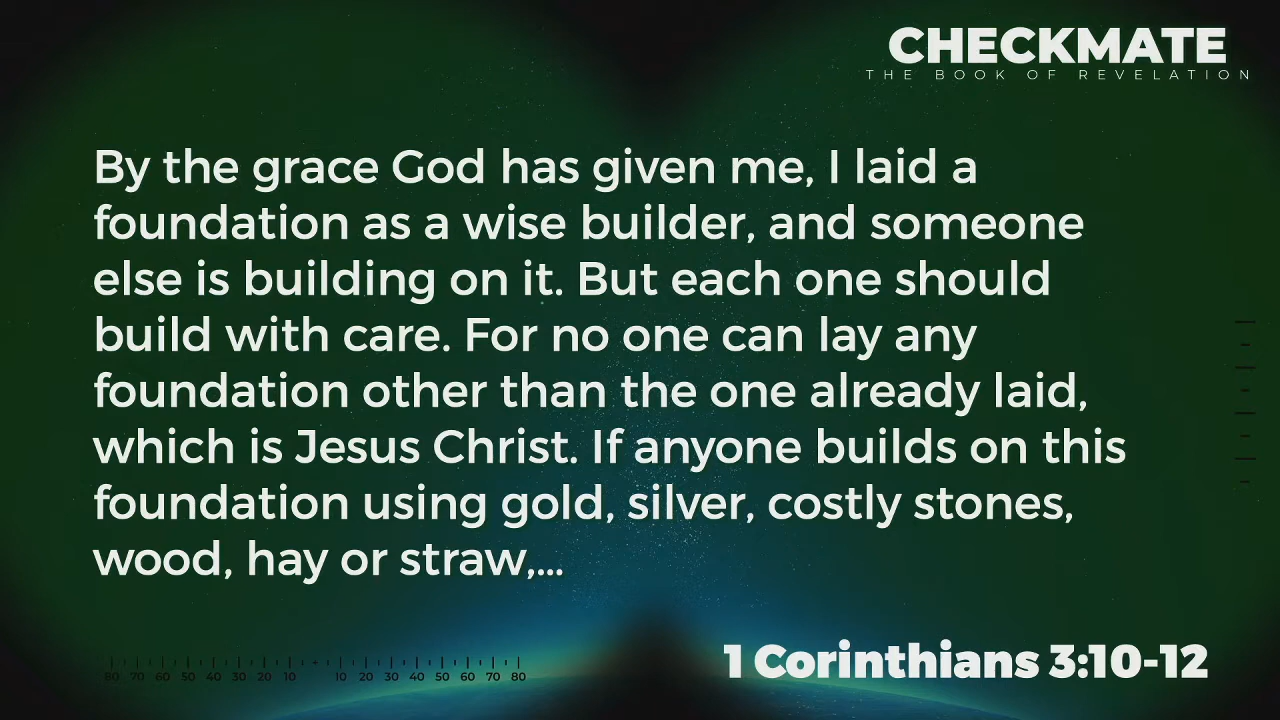 CHECKMATE
THE BOOK OF REVELATION
By the grace God has given me, I laid a
foundation as a wise builder, and someone
else is building on it. But each one should
build with care. For no one can lay any
foundation other than the one already laid,
which is Jesus Christ. If anyone builds on this
foundation using gold, silver, costly stones,
wood, hay or straw,...
1 Corinthians 3:10-12
80 70 60 50 40 30 20 10 10 20 30 40 50 60 70 80